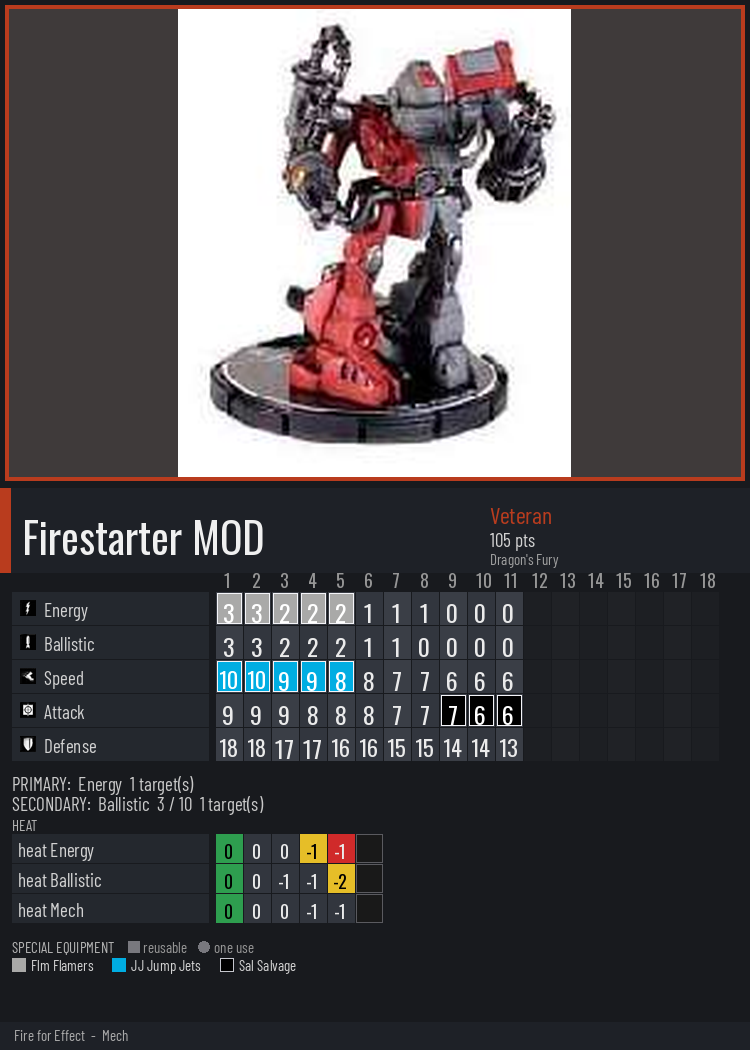 Firestarter MOD
Veteran
105 pts
Dragon's Fury
1 2 3 4 5 6 7 8 9 10 11 12 13 14 15 16 17 18
Energy 3 3 2 2 2 1 1 1 0 0 0
Ballistic 3 3 2 2 2 1 1 0 0 0 0
Speed 10 10 9 9 8 8 7 7 6 6 6
Attack 9 9 9 8 8 8 7 7 7 6 6
Defense 18 18 17 17 16 16 15 15 14 14 13
PRIMARY: Energy 1 target(s)
SECONDARY: Ballistic 3 / 10 1 target(s)
HEAT
heat Energy 0 0 0 -1 -1
heat Ballistic 0 0 -1 -1 -2
heat Mech 0 0 0 -1 -1
SPECIAL EQUIPMENT reusable one use
Flm Flamers JJ Jump Jets Sal Salvage
Fire for Effect - Mech